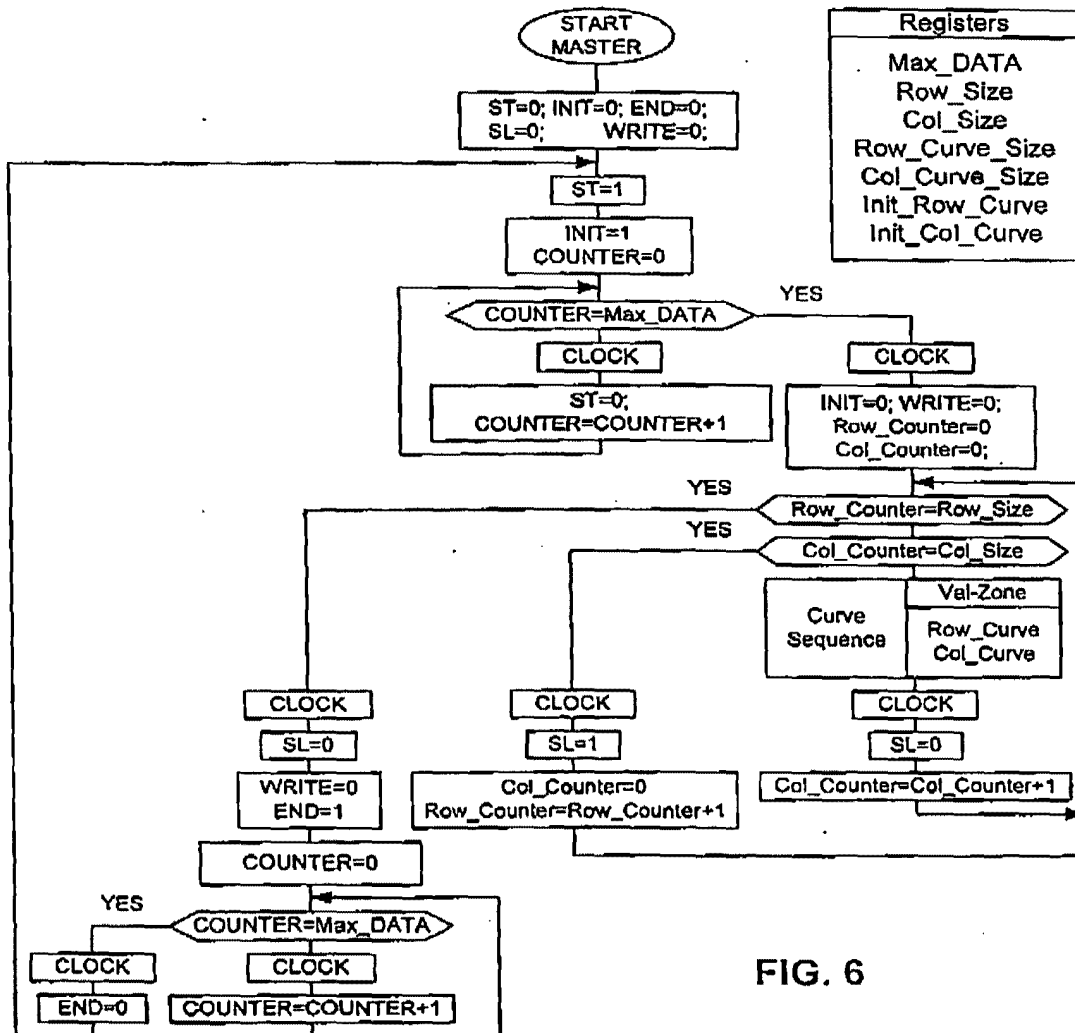 START
MASTER
ST=0; INIT=0; END=0;
SL=0; WRITE=0;
ST=1
INIT=1
COUNTER=0
COUNTER=Max_DATA
YES
CLOCK
ST=0;
COUNTER=COUNTER+1
CLOCK
INIT=0; WRITE=0;
Row_Counter=0
Col_Counter=0;
YES
Row_Counter=Row_Size
YES
Col_Counter=Col_Size
Curve
Sequence
Val-Zone
Row_Curve
Col_Curve
CLOCK
SL=0
WRITE=0
END=1
COUNTER=0
CLOCK
SL=1
Col_Counter=0
Row_Counter=Row_Counter+1
CLOCK
SL=0
Col_Counter=Col_Counter+1
YES
COUNTER=Max_DATA
CLOCK
END=0
CLOCK
COUNTER=COUNTER+1
Registers
Max_DATA
Row_Size
Col_Size
Row_Curve_Size
Col_Curve_Size
Init_Row_Curve
Init_Col_Curve
FIG. 6